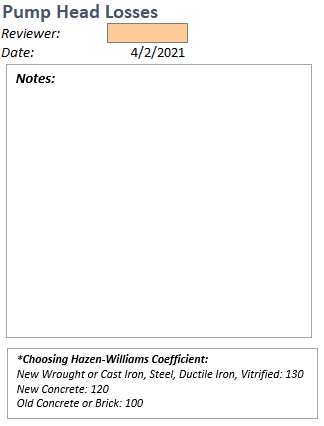 Pump Head Losses
Reviewer:
Date: 4/2/2021
Notes:
*Choosing Hazen-Williams Coefficient:
New Wrought or Cast Iron, Steel, Ductile Iron, Vitrified: 130
New Concrete: 120
Old Concrete or Brick: 100